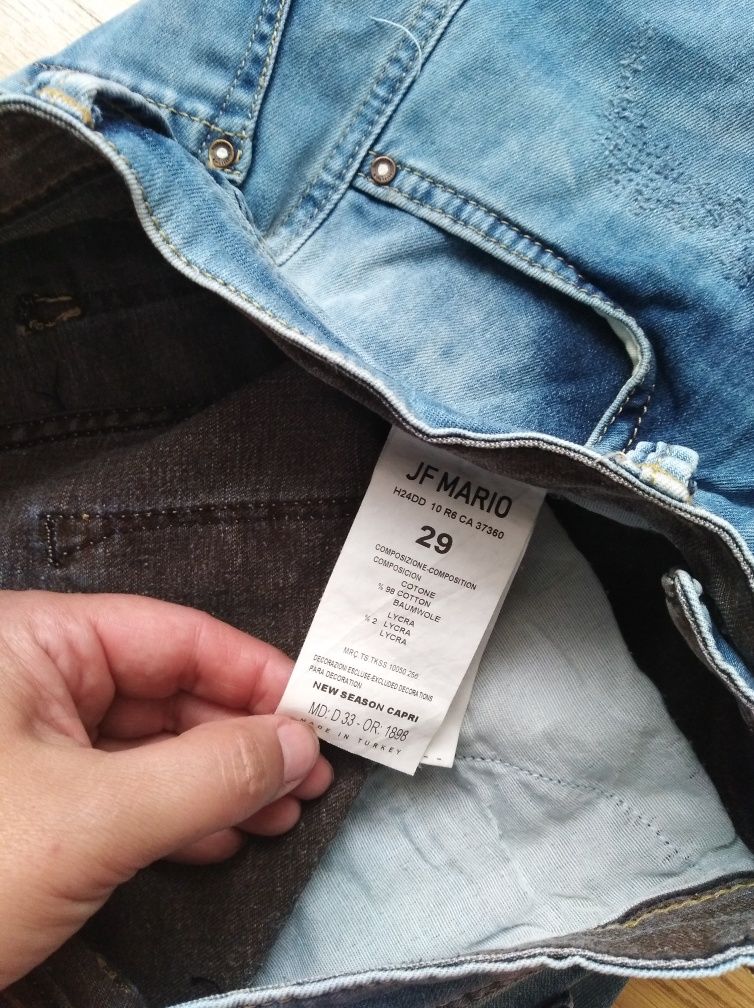 JF MARIO
H24DD 10 R6 CA 37360
29
COMPOSIZIONE-COMPOSITION
COMPOSICION
COTONE
% 98 COTTON
BAUMWOLE
LYCRA
% 2 LYCRA
LYCRA
MRÇ TS TKSS 10050 256
DECORAZIONI ESCLUSE-EXCLUDED DECORATIONS
PARA DECORATION
NEW SEASON CAPRI
MD: D 33 - OR: 1898
MADE IN TURKEY